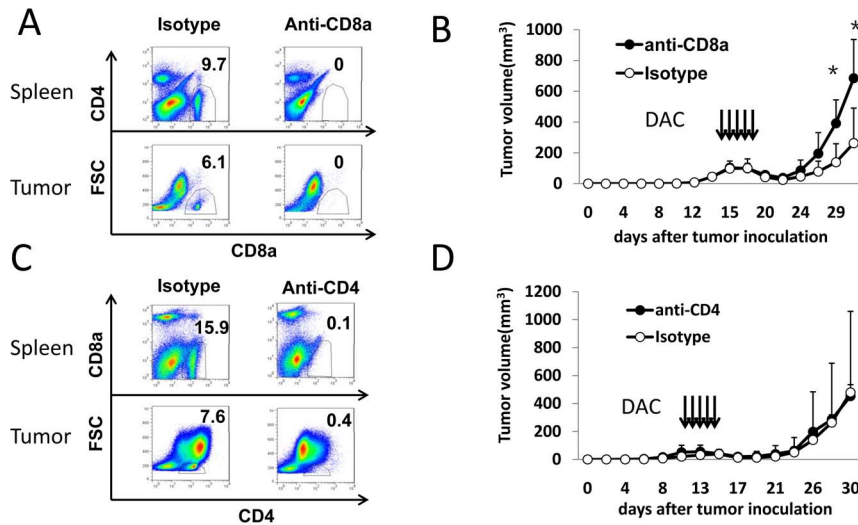 A
Isotype
Anti-CD8a
Spleen
CD4
9.7
0
Tumor
FSC
6.1
0
CD8a
B
Tumor volume(mm³)
1000
800
600
400
200
0
anti-CD8a
Isotype
DAC
*
*
0 4 8 12 15 20 24 29
days after tumor inoculation
C
Isotype
Anti-CD4
Spleen
CD8a
15.9
0.1
Tumor
FSC
7.6
0.4
CD4
D
Tumor volume(mm³)
1200
1000
800
600
400
200
0
anti-CD4
Isotype
DAC
0 4 8 13 17 21 26 30
days after tumor inoculation